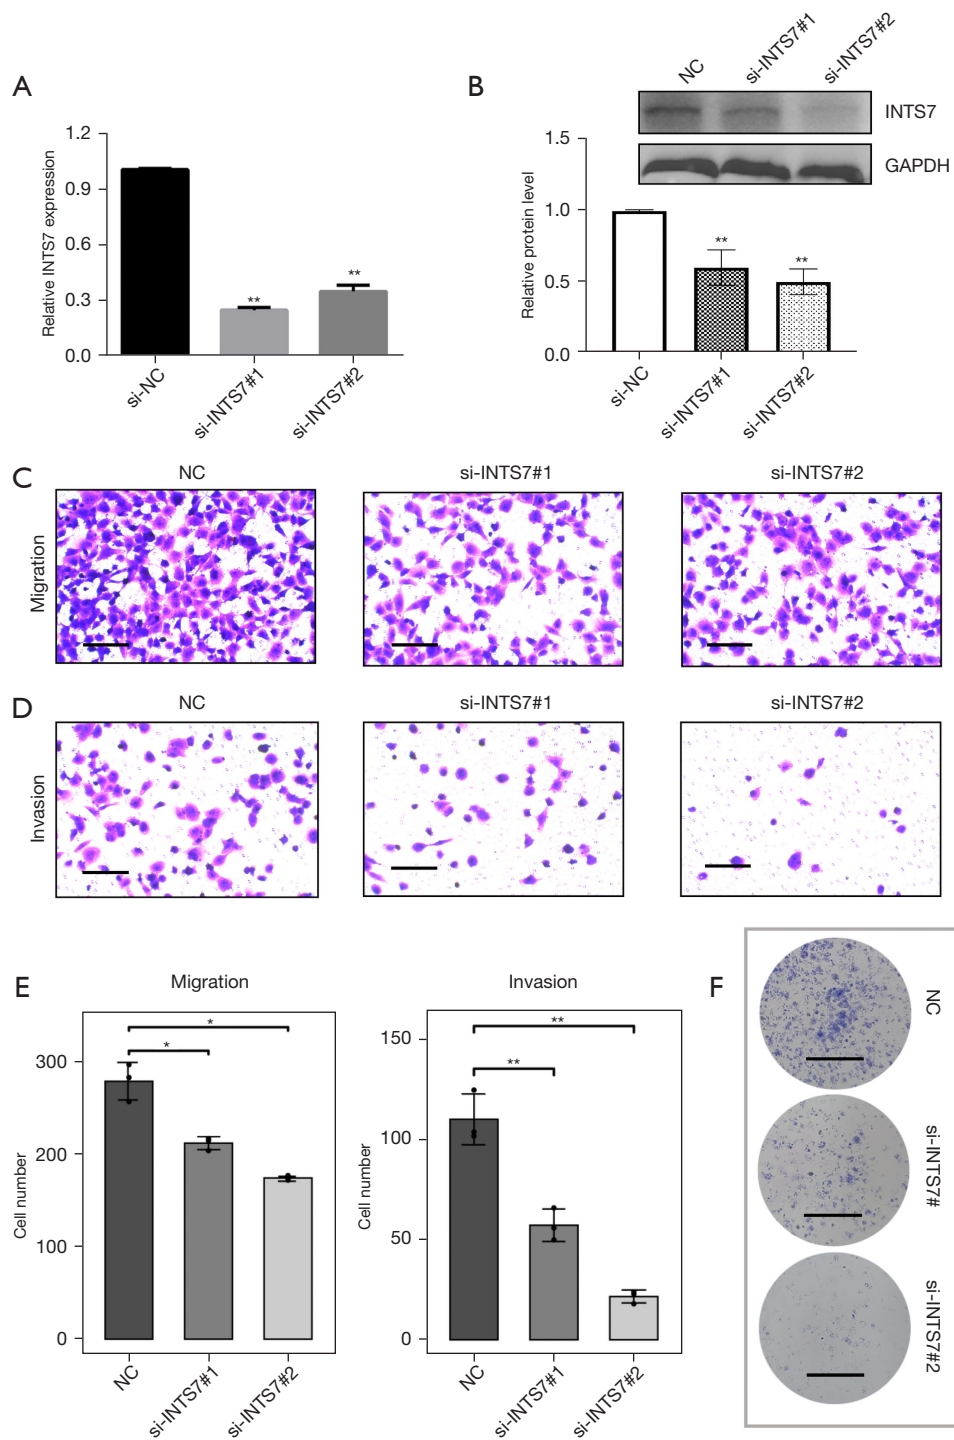 A
Relative INTS7 expression
1.2
0.9
0.6
0.3
0.0
**
**
si-NC
si-INTS7#1
si-INTS7#2
B
NC
si-INTS7#1
si-INTS7#2
INTS7
GAPDH
Relative protein level
1.5
1.0
0.5
0.0
**
**
si-NC
si-INTS7#1
si-INTS7#2
C
NC
si-INTS7#1
si-INTS7#2
Migration
D
NC
si-INTS7#1
si-INTS7#2
Invasion
E
Migration
Cell number
300
200
100
0
*
*
NC
si-INTS7#1
si-INTS7#2
Invasion
Cell number
150
100
50
0
**
**
NC
si-INTS7#1
si-INTS7#2
F
NC
si-INTS7#
si-INTS7#2